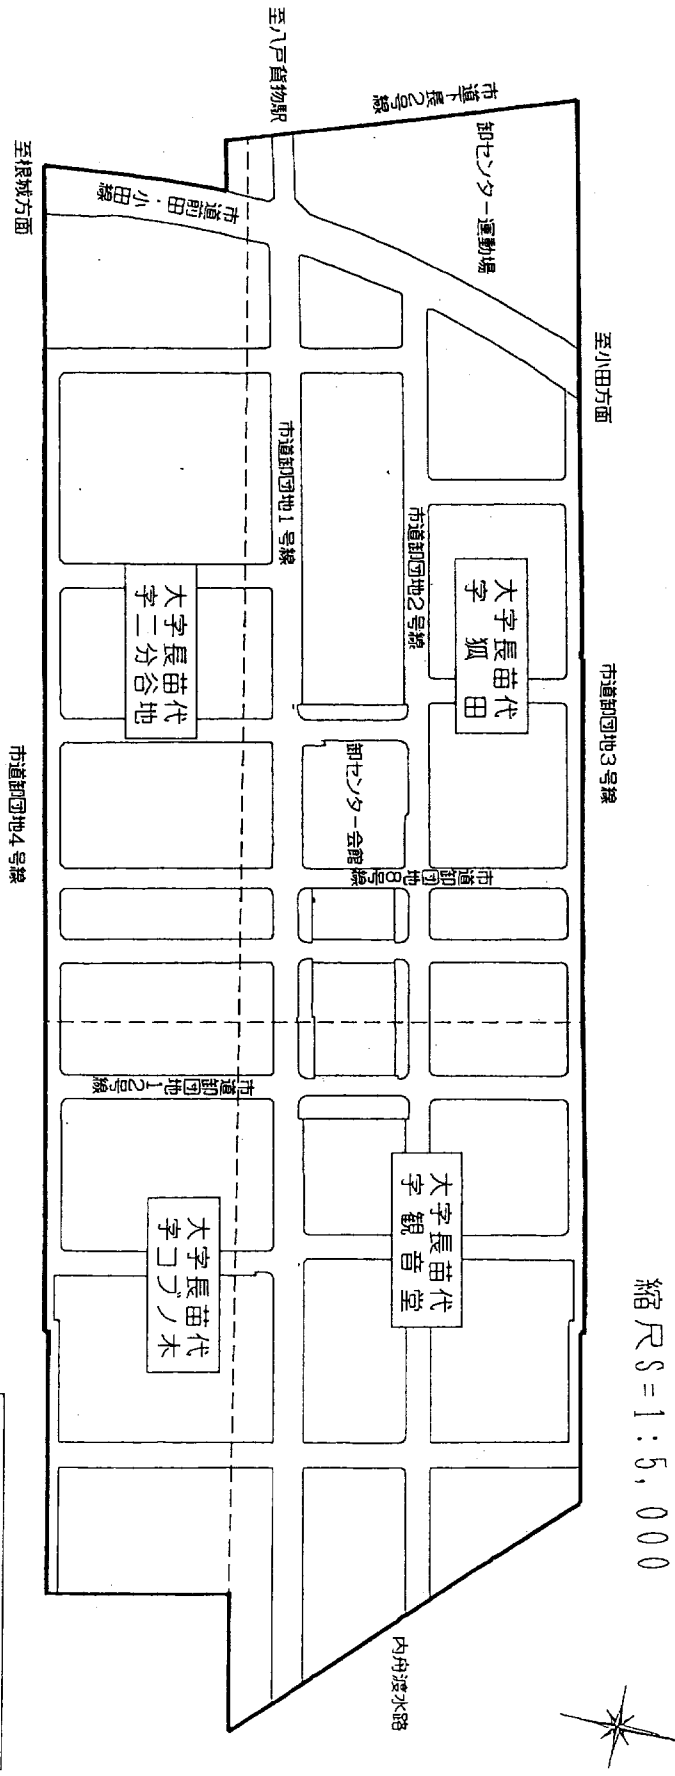 縮尺S=1:5,000
至小田方面
市道卸団地3号線
市道下長2号線
卸センター運動場
大字長苗代
字 狐 田
市道卸団地2号線
大字長苗代
字 観 音 堂
内舟渡水路
至八戸貨物駅
市道卸団地1号線
卸センター会館
市道卸団地8号線
市道前田・小田線
大字長苗代
字二分合地
市道卸団地12号線
大字長苗代
字コブノ木
至根城方面
市道卸団地4号線